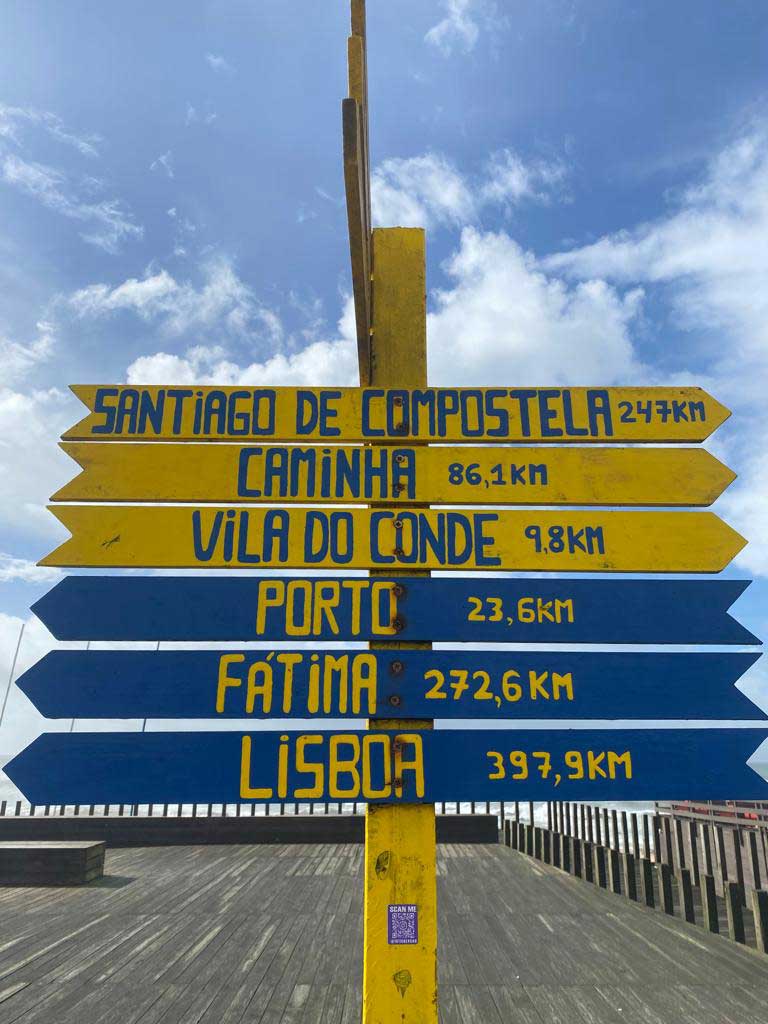 SANTiAGO DE COMPOSTELA 247KM
CAMiNHA 86,1KM
ViLA DO CONDE 9,8KM
PORTO 23,6KM
FÁTiMA 272,6KM
LiSBOA 397,9KM
SCAN ME